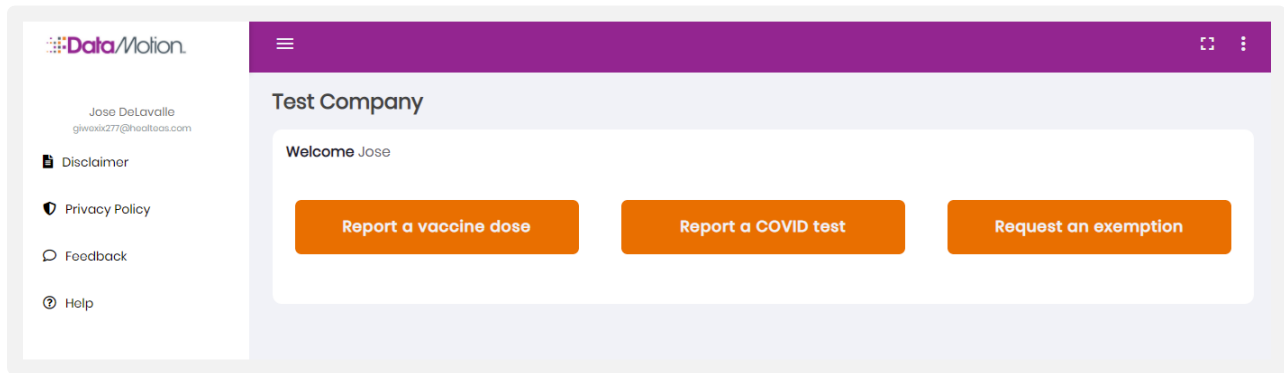 DataMotion.
Jose DeLavalle
giwexix277@healteas.com
Disclaimer
Privacy Policy
Feedback
Help
Test Company
Welcome Jose
Report a vaccine dose
Report a COVID test
Request an exemption